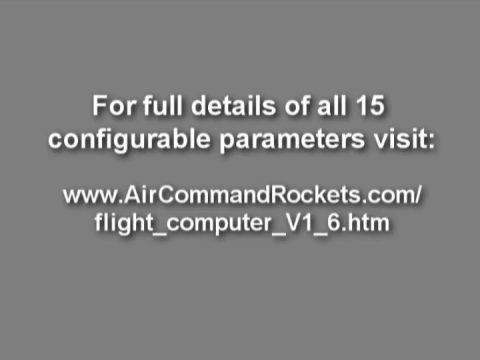 For full details of all 15
configurable parameters visit:
www.AirCommandRockets.com/
flight_computer_V1_6.htm